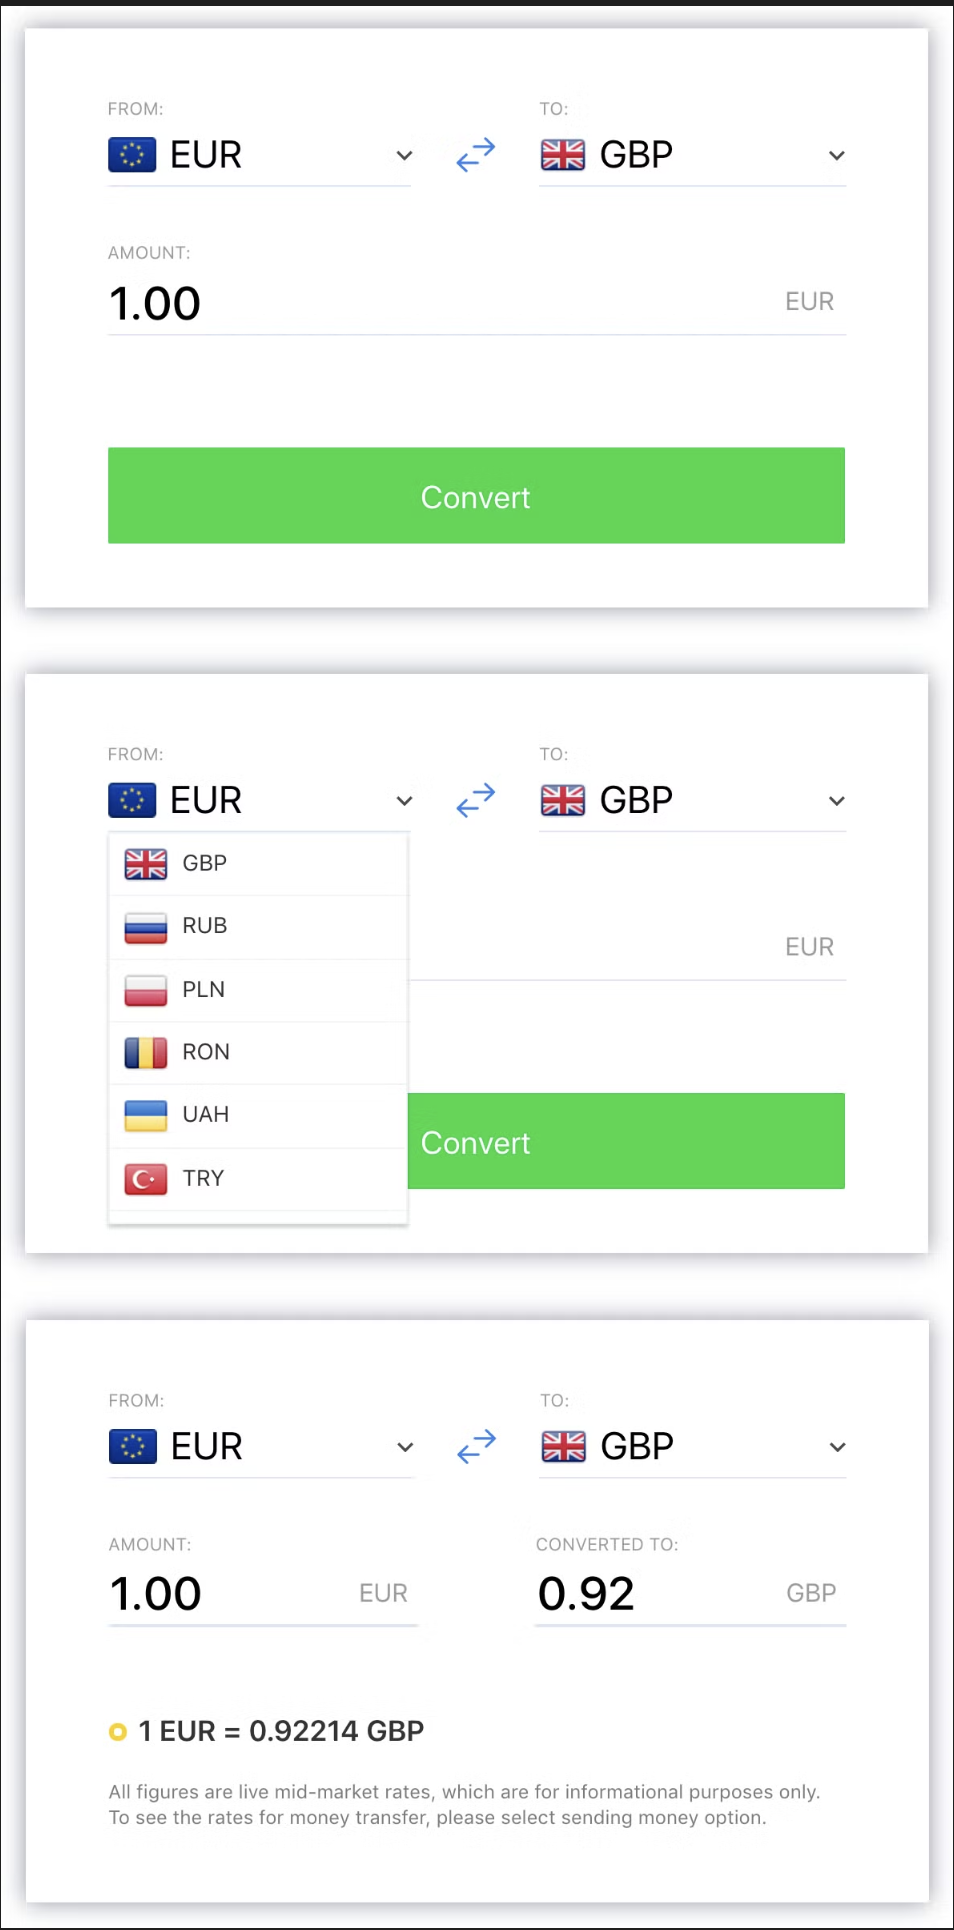 FROM: TO:
EUR GBP
AMOUNT:
1.00 EUR
Convert
FROM: TO:
EUR GBP
GBP
RUB
EUR
PLN
RON
UAH
Convert
TRY
FROM: TO:
EUR GBP
AMOUNT: CONVERTED TO:
1.00 EUR 0.92 GBP
1 EUR = 0.92214 GBP
All figures are live mid-market rates, which are for informational purposes only.
To see the rates for money transfer, please select sending money option.